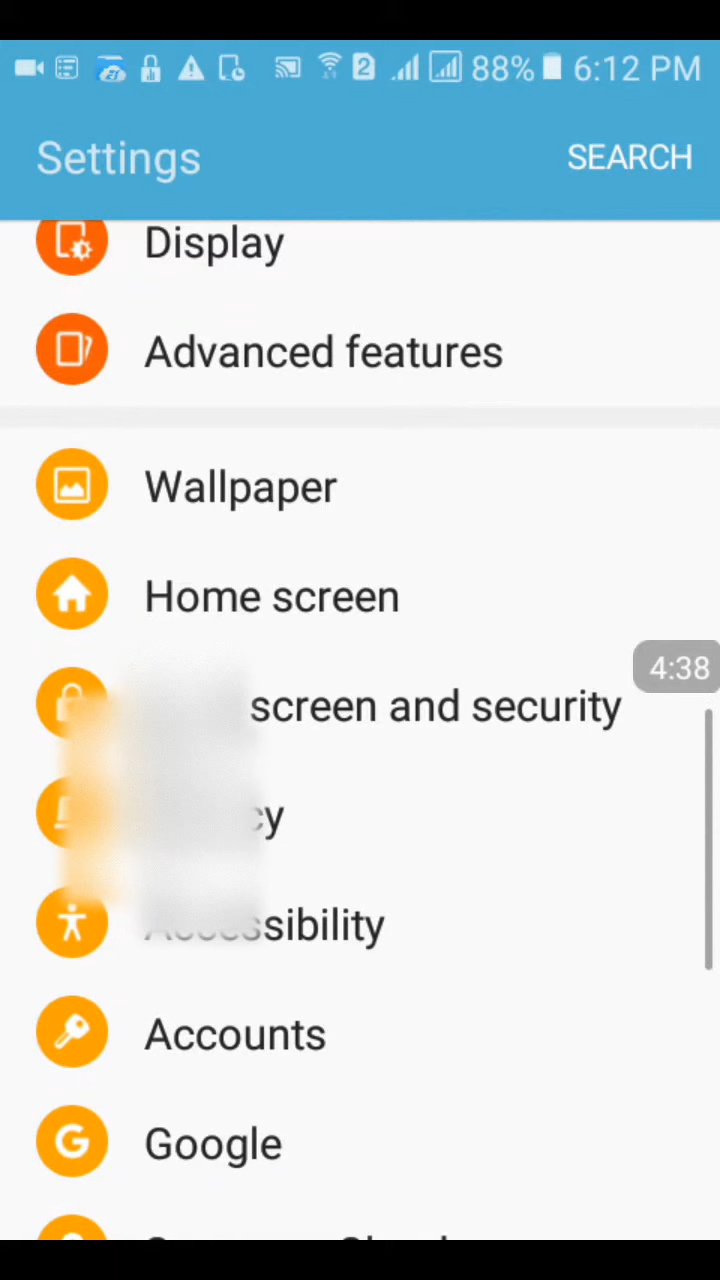 2 88% 6:12 PM
Settings SEARCH
Display
Advanced features
Wallpaper
Home screen
4:38
screen and security
Accounts
Google